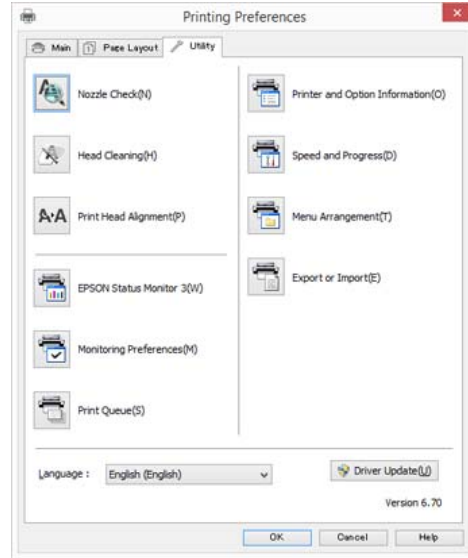 Printing Preferences
Main
Page Layout
Utility
Nozzle Check(N)
Head Cleaning(H)
Print Head Alignment(P)
EPSON Status Monitor 3(W)
Monitoring Preferences(M)
Print Queue(S)
Printer and Option Information(O)
Speed and Progress(D)
Menu Arrangement(T)
Export or Import(E)
Language : English (English)
Driver Update(U)
Version 6.70
OK Cancel Help